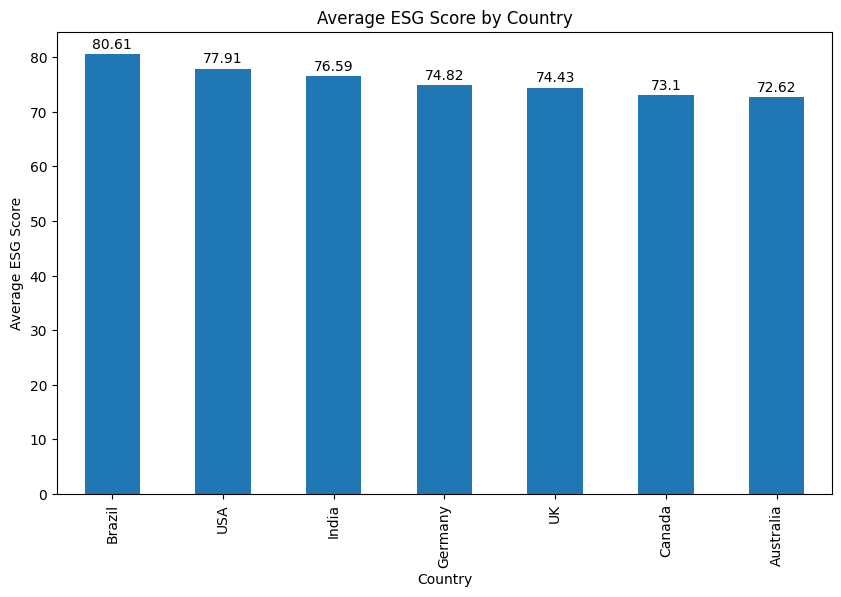 Average ESG Score by Country
80.61
77.91
76.59
74.82
74.43
73.1
72.62
Average ESG Score
80
70
60
50
40
30
20
10
0
Brazil
USA
India
Germany
UK
Canada
Australia
Country